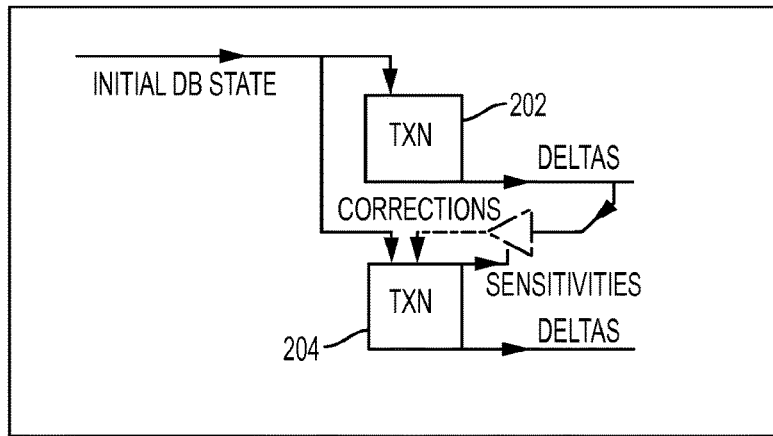 INITIAL DB STATE
TXN
202
DELTAS
CORRECTIONS
SENSITIVITIES
TXN
204
DELTAS